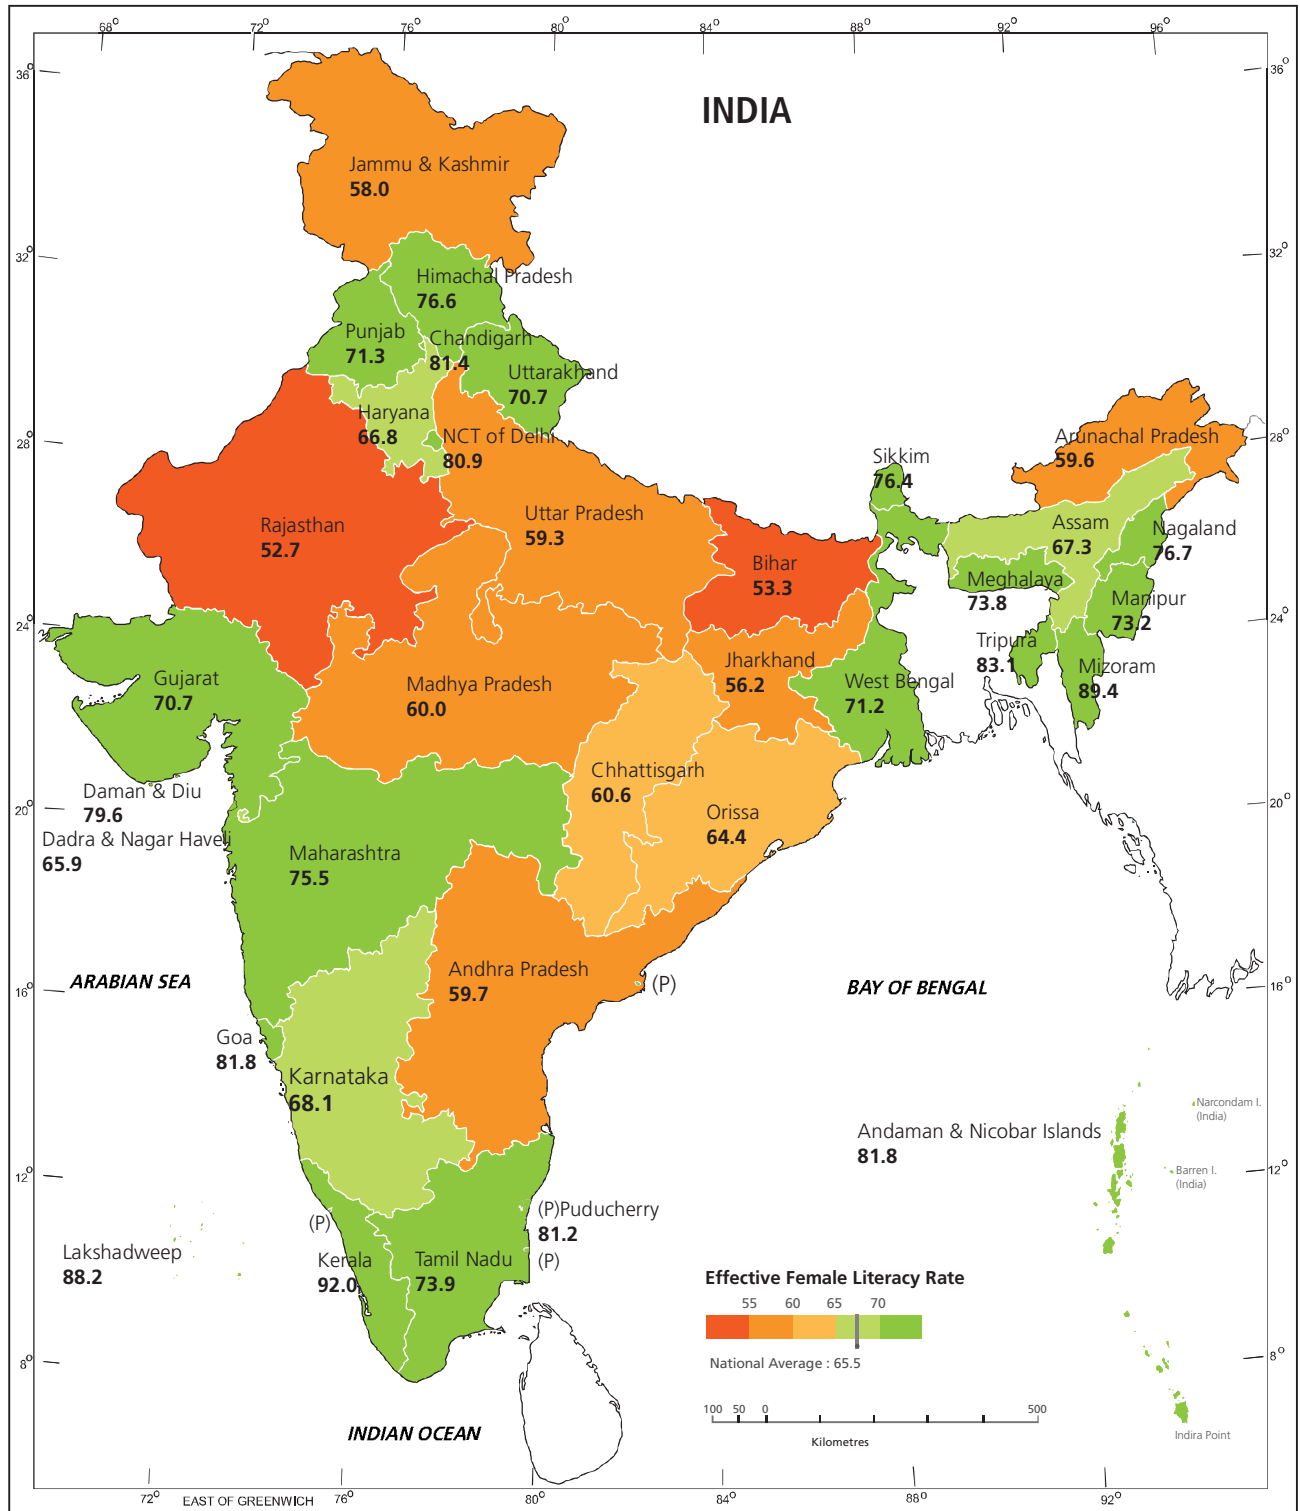 68° 72° 76° 80° 84° 88° 92° 96°
36° 36°
INDIA
Jammu & Kashmir
58.0
32° 32°
Himachal Pradesh
76.6
Punjab
71.3
Chandigarh
81.4
Uttarakhand
70.7
Haryana
66.8
NCT of Delhi
80.9
28° 28°
Arunachal Pradesh
59.6
Sikkim
76.4
Rajasthan
52.7
Uttar Pradesh
59.3
Assam
67.3
Nagaland
76.7
Bihar
53.3
Meghalaya
73.8
Manipur
73.2
24° 24°
Tripura
83.1
Mizoram
89.4
Jharkhand
56.2
West Bengal
71.2
Gujarat
70.7
Madhya Pradesh
60.0
Chhattisgarh
60.6
Daman & Diu
79.6
20° 20°
Orissa
64.4
Dadra & Nagar Haveli
65.9
Maharashtra
75.5
ARABIAN SEA
Andhra Pradesh
59.7
(P)
BAY OF BENGAL
16° 16°
Goa
81.8
Karnataka
68.1
Narcondam I.
(India)
Andaman & Nicobar Islands
81.8
12° 12°
Barren I.
(India)
(P)Puducherry
81.2
(P)
(P)
Lakshadweep
88.2
Kerala
92.0
Tamil Nadu
73.9
Effective Female Literacy Rate
55 60 65 70
National Average : 65.5
8° 8°
100 50 0 500
Kilometres
INDIAN OCEAN
Indira Point
72° EAST OF GREENWICH 76° 80° 84° 88° 92°